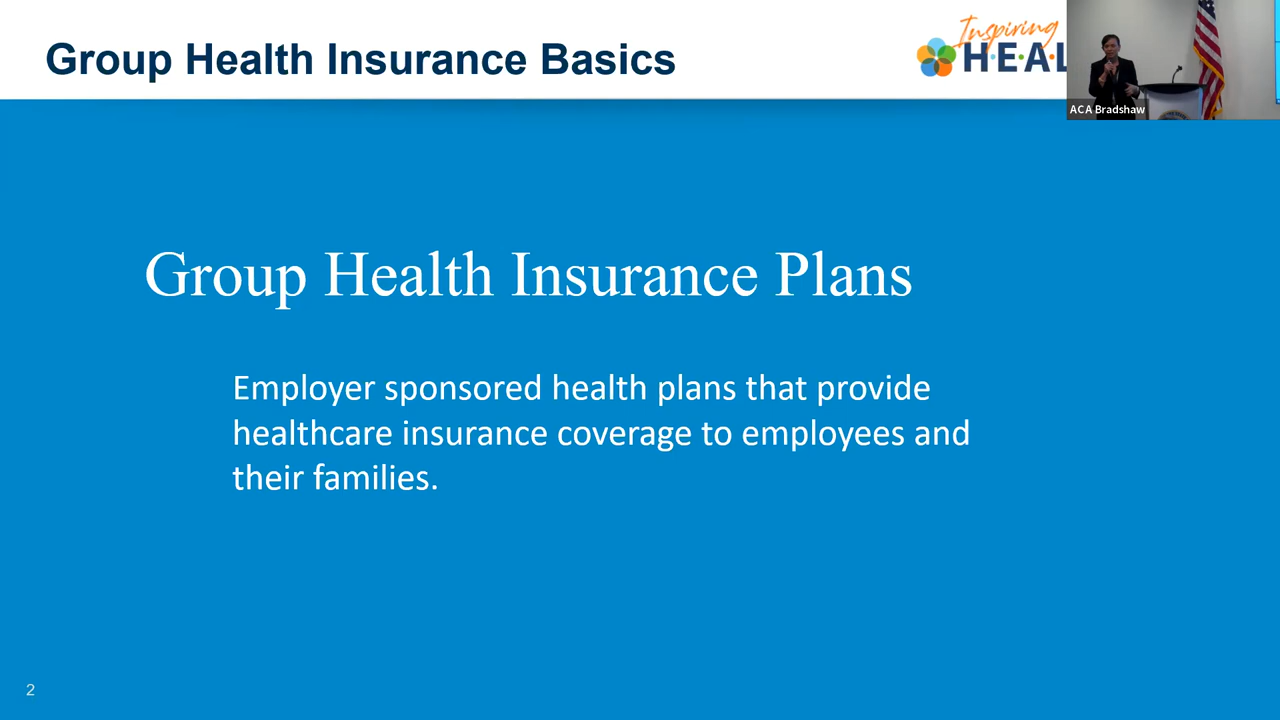 Group Health Insurance Basics
Inspiring
HEAL
ACA Bradshaw
Group Health Insurance Plans
Employer sponsored health plans that provide
healthcare insurance coverage to employees and
their families.
2